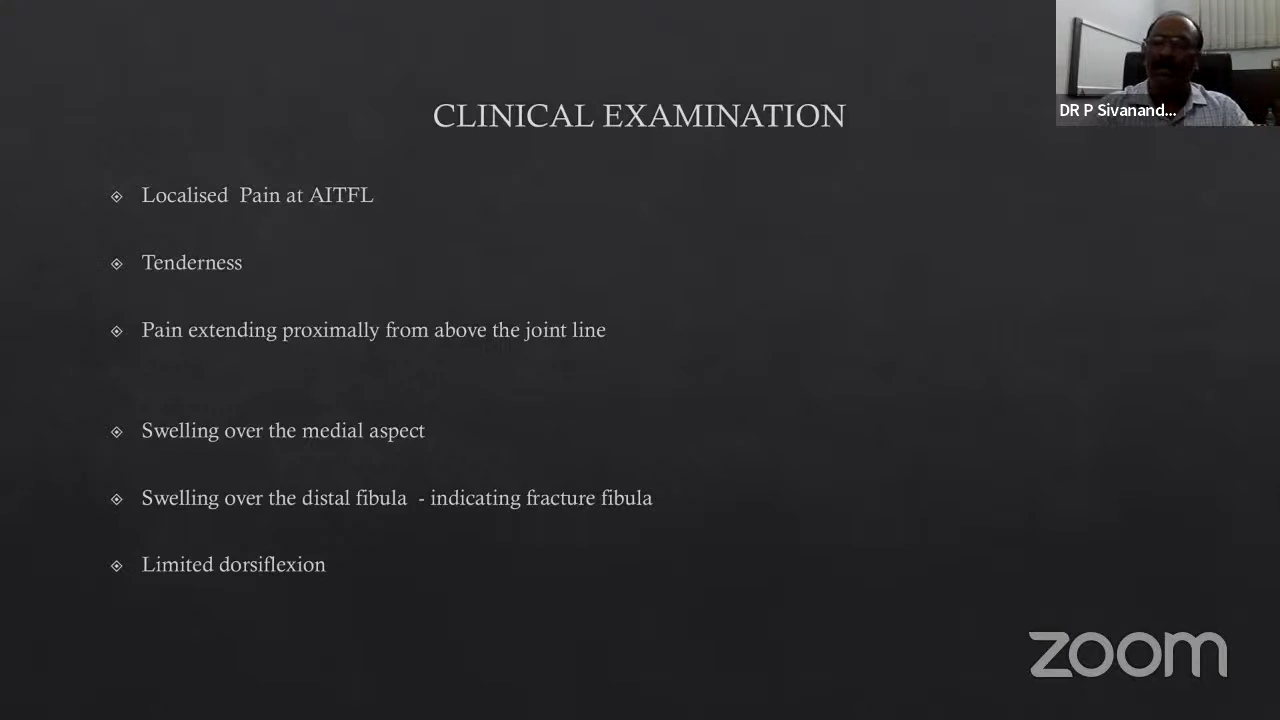 DR P Sivanand...
CLINICAL EXAMINATION
Localised Pain at AITFL
Tenderness
Pain extending proximally from above the joint line
Swelling over the medial aspect
Swelling over the distal fibula - indicating fracture fibula
Limited dorsiflexion
zoom